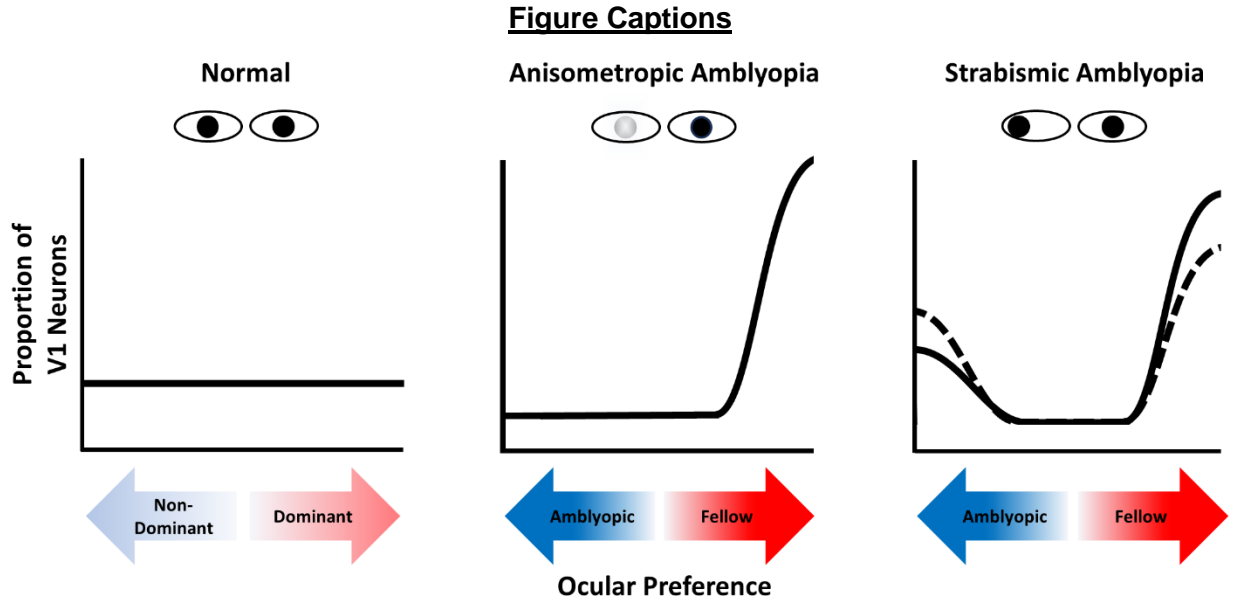 Figure Captions
Normal
Anisometropic Amblyopia
Strabismic Amblyopia
Proportion of
V1 Neurons
Non-
Dominant
Dominant
Amblyopic
Fellow
Amblyopic
Fellow
Ocular Preference